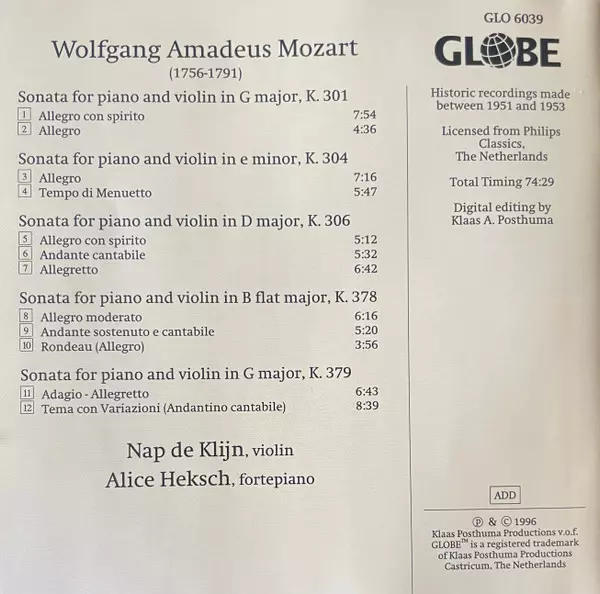 Wolfgang Amadeus Mozart
(1756-1791)
Sonata for piano and violin in G major, K. 301
1 Allegro con spirito 7:54
2 Allegro 4:36
Sonata for piano and violin in e minor, K. 304
3 Allegro 7:16
4 Tempo di Menuetto 5:47
Sonata for piano and violin in D major, K. 306
5 Allegro con spirito 5:12
6 Andante cantabile 5:32
7 Allegretto 6:42
Sonata for piano and violin in B flat major, K. 378
8 Allegro moderato 6:16
9 Andante sostenuto e cantabile 5:20
10 Rondeau (Allegro) 3:56
Sonata for piano and violin in G major, K. 379
11 Adagio - Allegretto 6:43
12 Tema con Variazioni (Andantino cantabile) 8:39
Nap de Klijn, violin
Alice Heksch, fortepiano
GLO 6039
GLOBE
Historic recordings made
between 1951 and 1953
Licensed from Philips
Classics,
The Netherlands
Total Timing 74:29
Digital editing by
Klaas A. Posthuma
ADD
℗ & © 1996
Klaas Posthuma Productions v.o.f.
GLOBE™ is a registered trademark
of Klaas Posthuma Productions
Castricum, The Netherlands